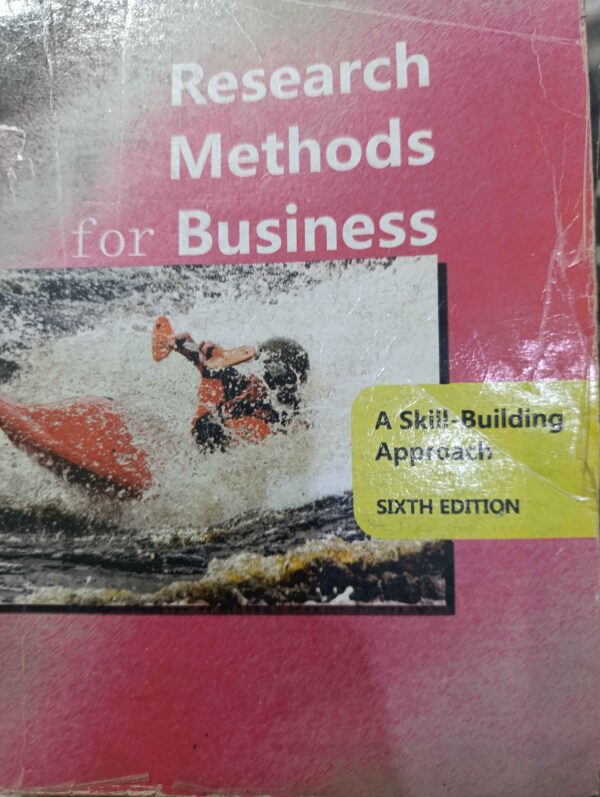 Research
Methods
for Business
A Skill-Building
Approach
SIXTH EDITION